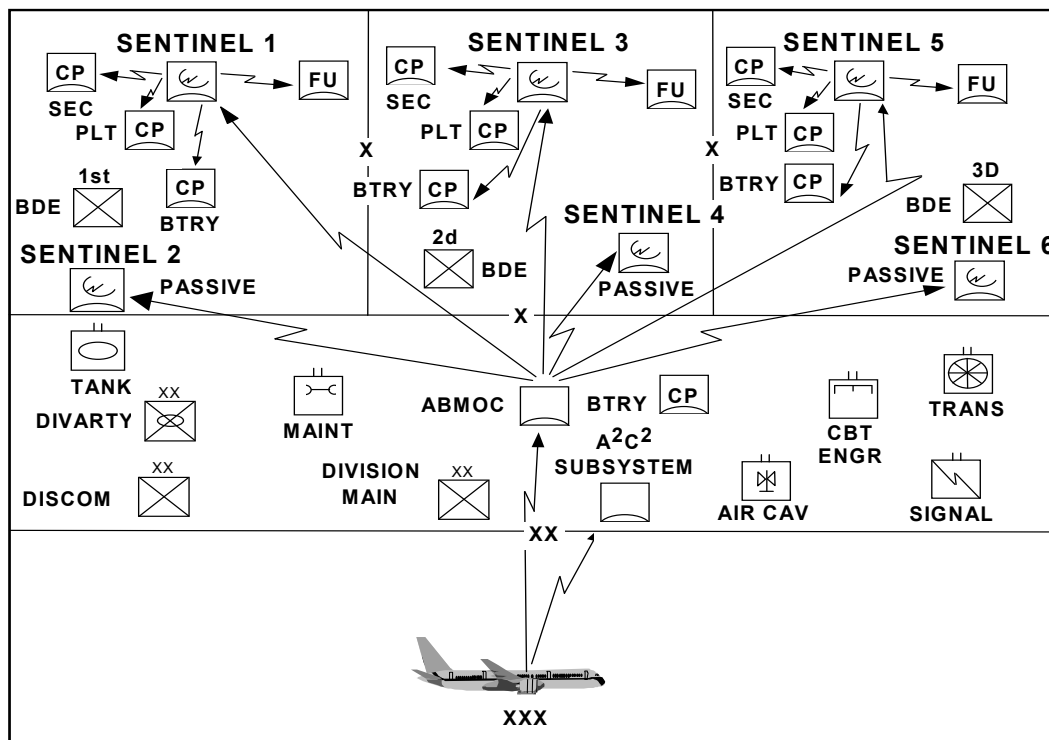 SENTINEL 1
CP
SEC
FU
PLT
CP
CP
BTRY
1st
BDE
SENTINEL 2
PASSIVE
SENTINEL 3
CP
SEC
FU
PLT
CP
BTRY
CP
2d
BDE
SENTINEL 4
PASSIVE
SENTINEL 5
CP
SEC
FU
PLT
CP
BTRY
CP
3D
BDE
SENTINEL 6
PASSIVE
X
X
X
TANK
XX
DIVARTY
MAINT
ABMOC
BTRY
CP
CBT
ENGR
TRANS
XX
DISCOM
DIVISION
MAIN
XX
A²C²
SUBSYSTEM
AIR CAV
SIGNAL
XX
XXX